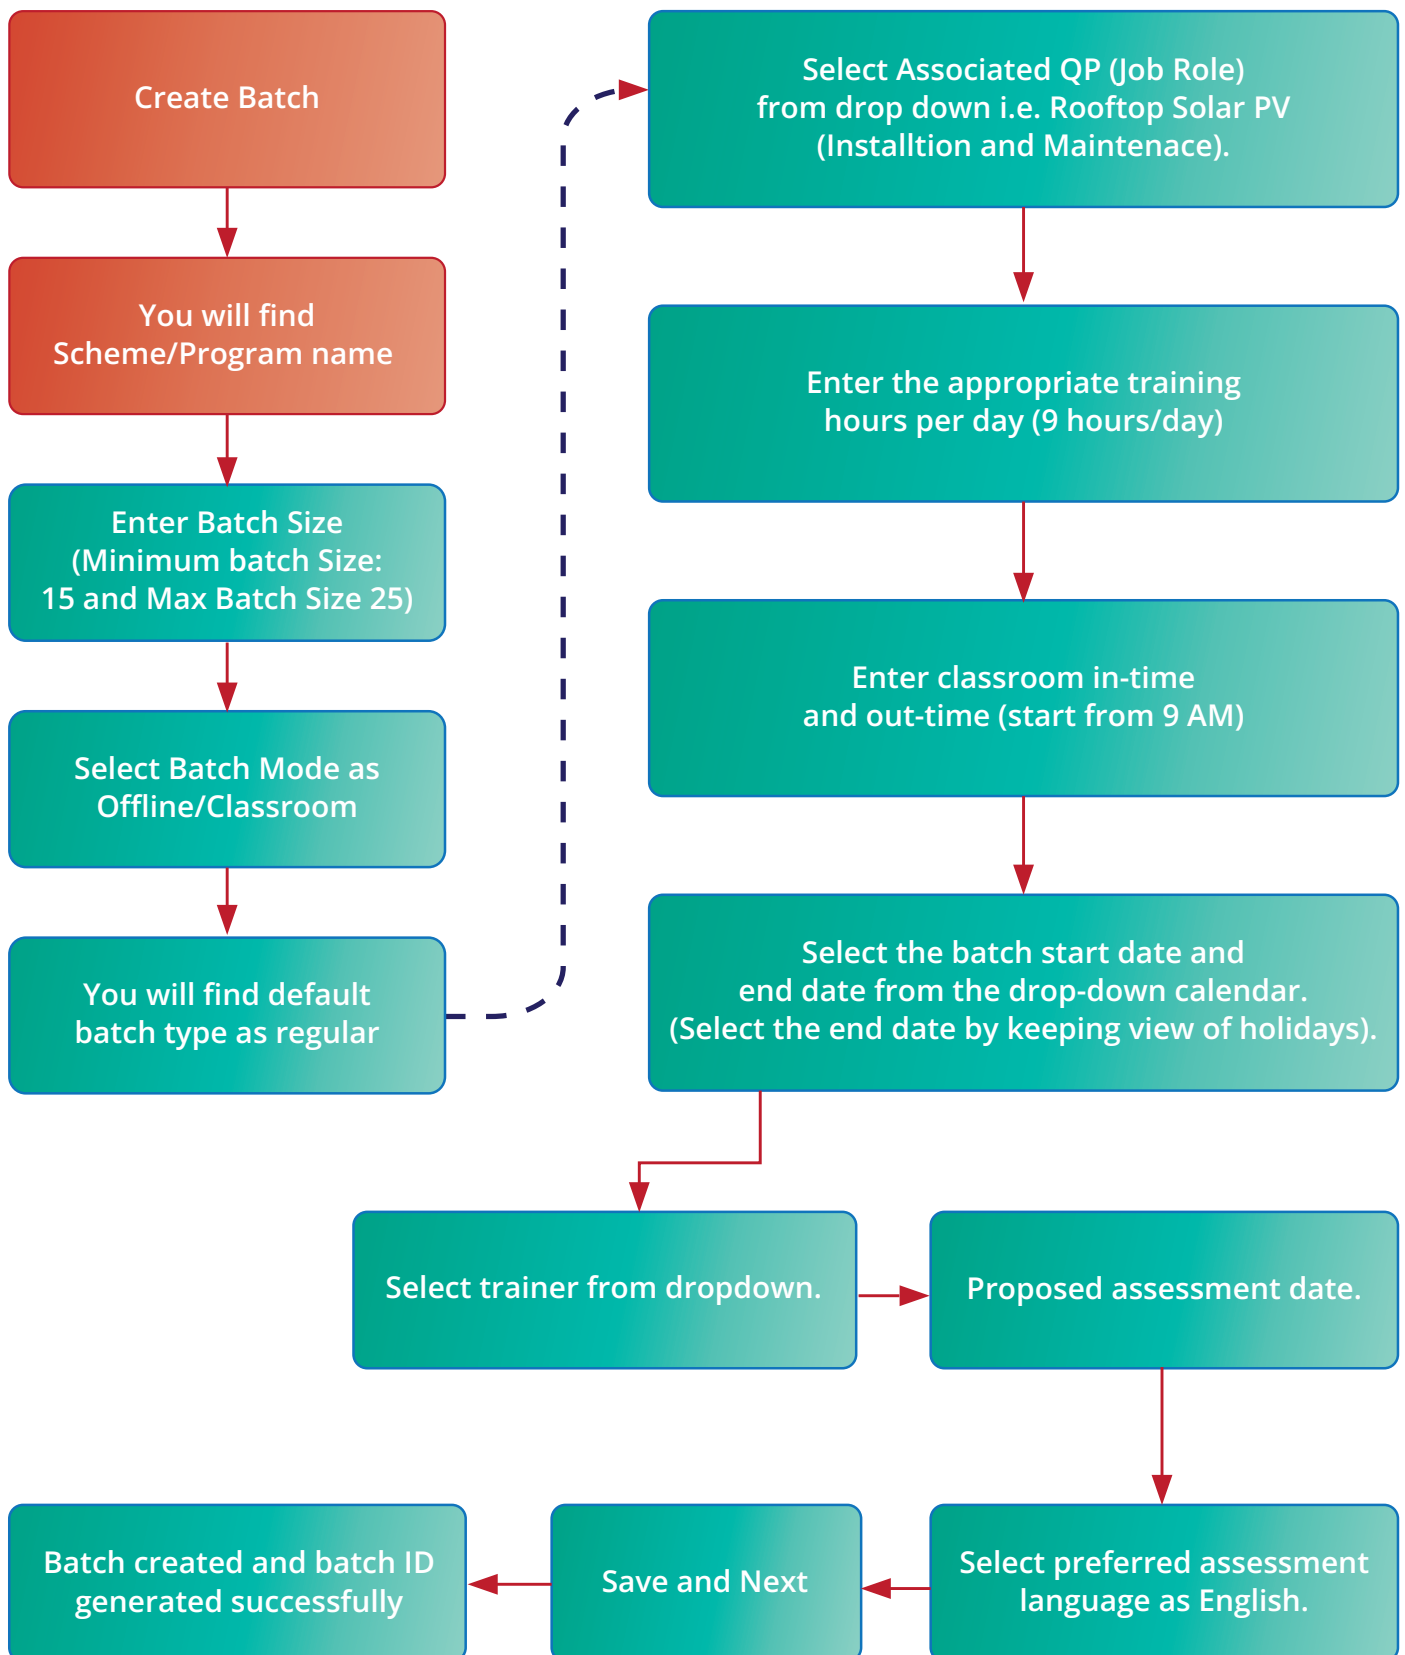 Create Batch
You will find
Scheme/Program name
Enter Batch Size
(Minimum batch Size:
15 and Max Batch Size 25)
Select Batch Mode as
Offline/Classroom
You will find default
batch type as regular
Select Associated QP (Job Role)
from drop down i.e. Rooftop Solar PV
(Installtion and Maintenace).
Enter the appropriate training
hours per day (9 hours/day)
Enter classroom in-time
and out-time (start from 9 AM)
Select the batch start date and
end date from the drop-down calendar.
(Select the end date by keeping view of holidays).
Select trainer from dropdown.
Proposed assessment date.
Select preferred assessment
language as English.
Save and Next
Batch created and batch ID
generated successfully